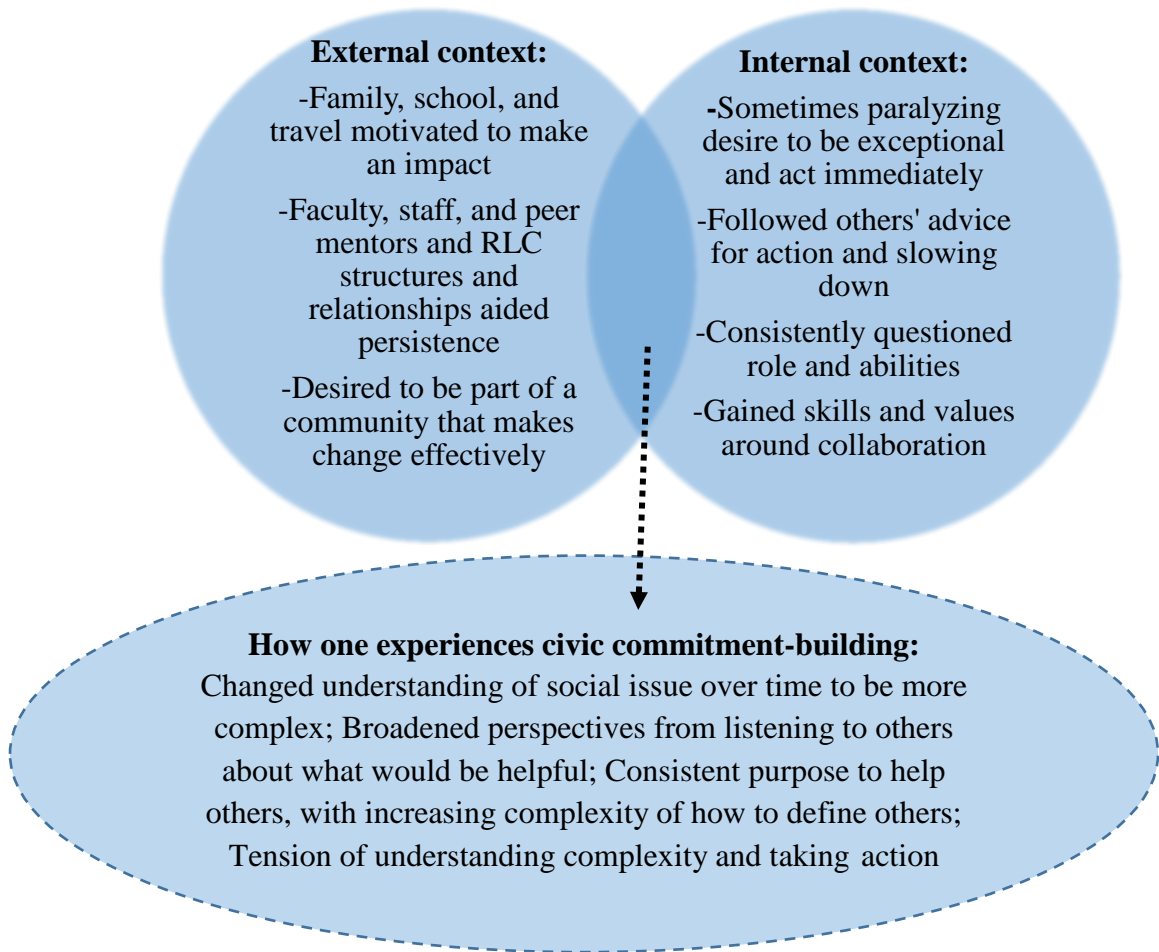 External context:
-Family, school, and
travel motivated to make
an impact
-Faculty, staff, and peer
mentors and RLC
structures and
relationships aided
persistence
-Desired to be part of a
community that makes
change effectively
Internal context:
-Sometimes paralyzing
desire to be exceptional
and act immediately
-Followed others' advice
for action and slowing
down
-Consistently questioned
role and abilities
-Gained skills and values
around collaboration
How one experiences civic commitment-building:
Changed understanding of social issue over time to be more
complex; Broadened perspectives from listening to others
about what would be helpful; Consistent purpose to help
others, with increasing complexity of how to define others;
Tension of understanding complexity and taking action